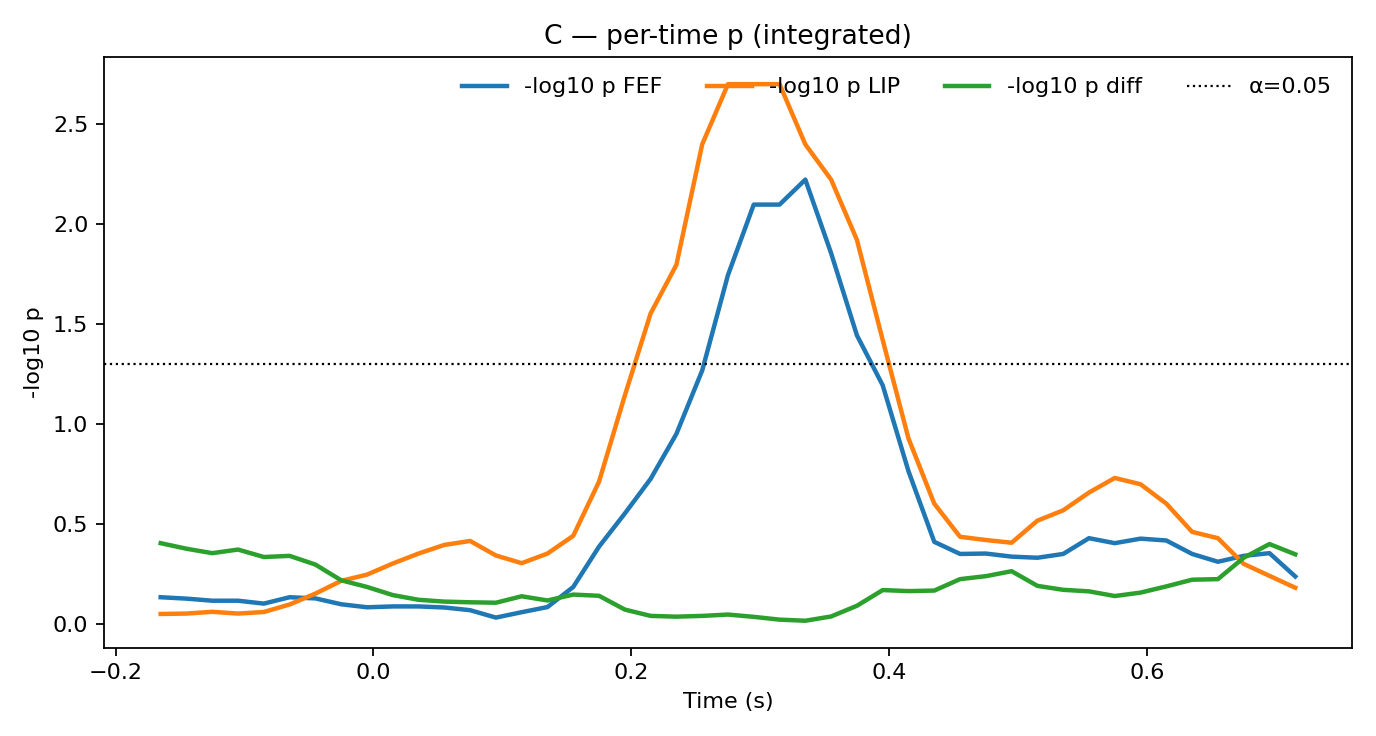 C — per-time p (integrated)
-log10 p FEF -log10 p LIP -log10 p diff α=0.05
2.5
2.0
1.5
1.0
0.5
0.0
-log10 p
−0.2 0.0 0.2 0.4 0.6
Time (s)